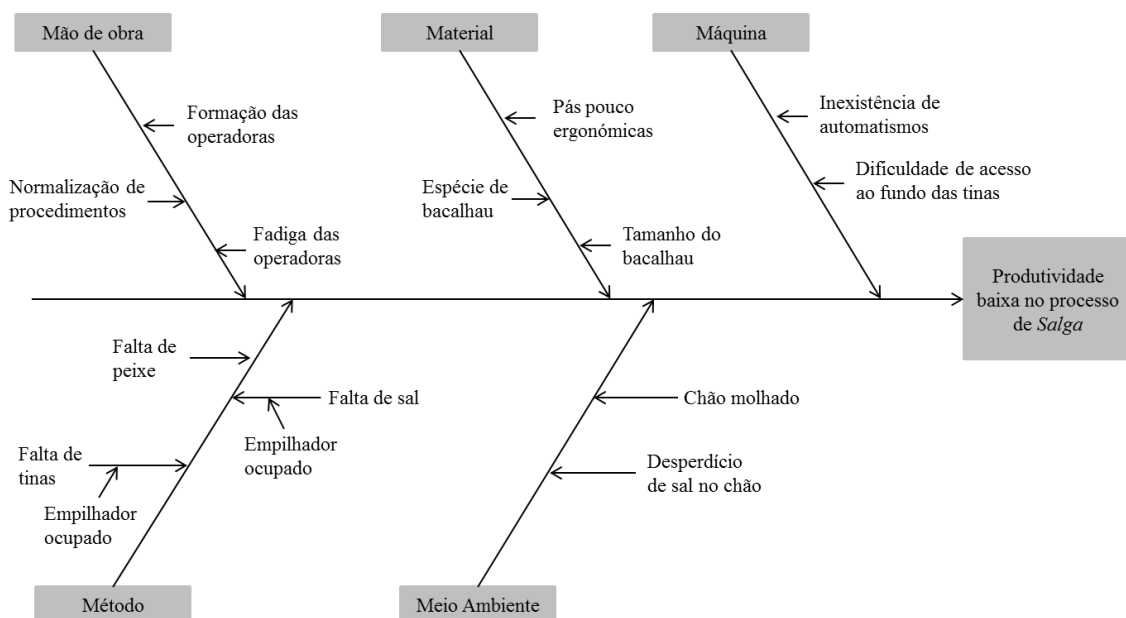 Mão de obra
Material
Máquina
Formação das
operadoras
Normalização de
procedimentos
Fadiga das
operadoras
Pás pouco
ergonómicas
Espécie de
bacalhau
Tamanho do
bacalhau
Inexistência de
automatismos
Dificuldade de acesso
ao fundo das tinas
Produtividade
baixa no processo
de Salga
Falta de
peixe
Falta de sal
Empilhador
ocupado
Falta de
tinas
Empilhador
ocupado
Chão molhado
Desperdício
de sal no chão
Método
Meio Ambiente